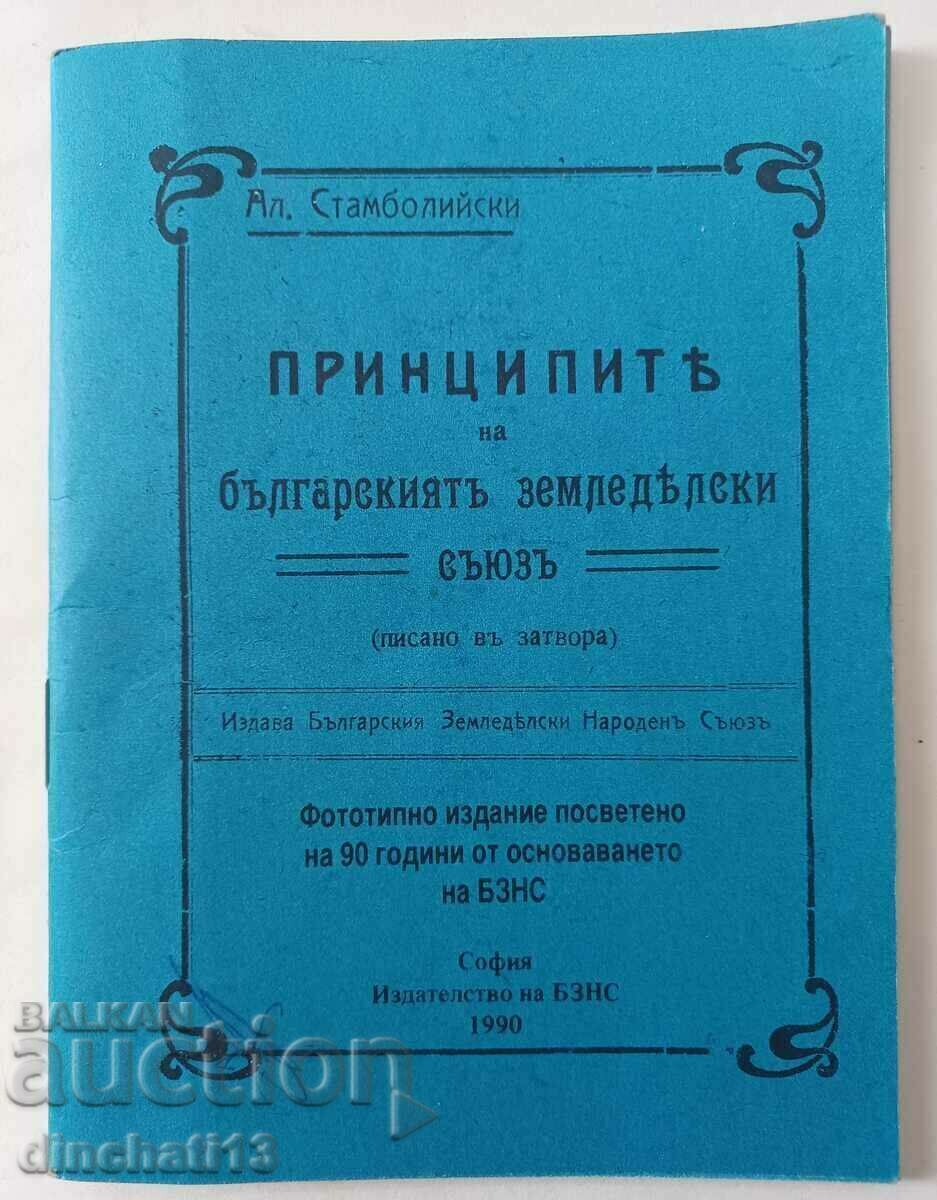 Ал. Стамболийски
ПРИНЦИПИТѢ
на
българскиятъ земледѣлски
съюзъ
(писано въ затвора)
Издава Българския Земледѣлски Народенъ Съюзъ
Фототипно издание посветено
на 90 години от основаването
на БЗНС
София
Издателство на БЗНС
1990
BALKAN
auction
dinchati13